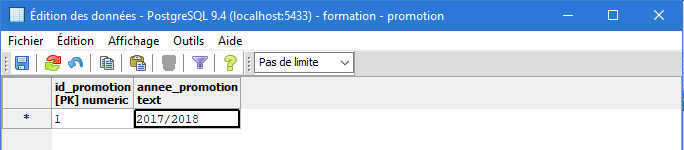 Édition des données - PostgreSQL 9.4 (localhost:5433) - formation - promotion
Fichier Édition Affichage Outils Aide
Pas de limite
id_promotion annee_promotion
[PK] numeric text
* 1 2017/2018